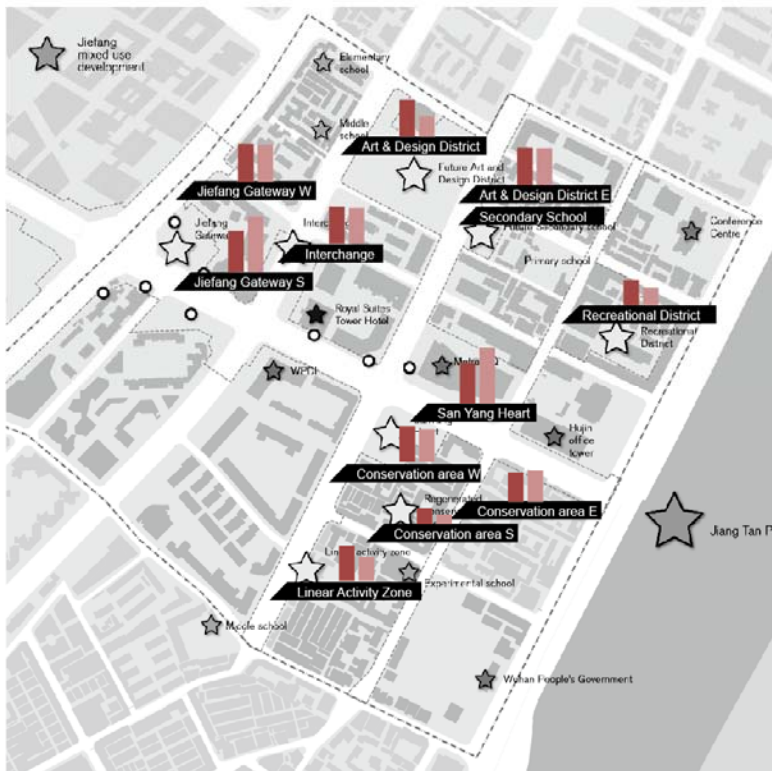 Jiefang
mixed use
development
Elementary
school
Middle
school
Art & Design District
Future Art and
Design District
Jiefang Gateway W
Art & Design District E
Secondary School
Primary school
Conference
Centre
Jiefang
Interchange
Jiefang Gateway S
Royal Suites
Tower Hotel
Recreational District
Recreational
District
WPDI
San Yang Heart
Hujin
office
tower
Conservation area W
Regenerated
Conservation area E
Conservation area S
Jiang Tan P
activity zone
Linear Activity Zone
Experimental school
Middle school
Wuhan People's Government